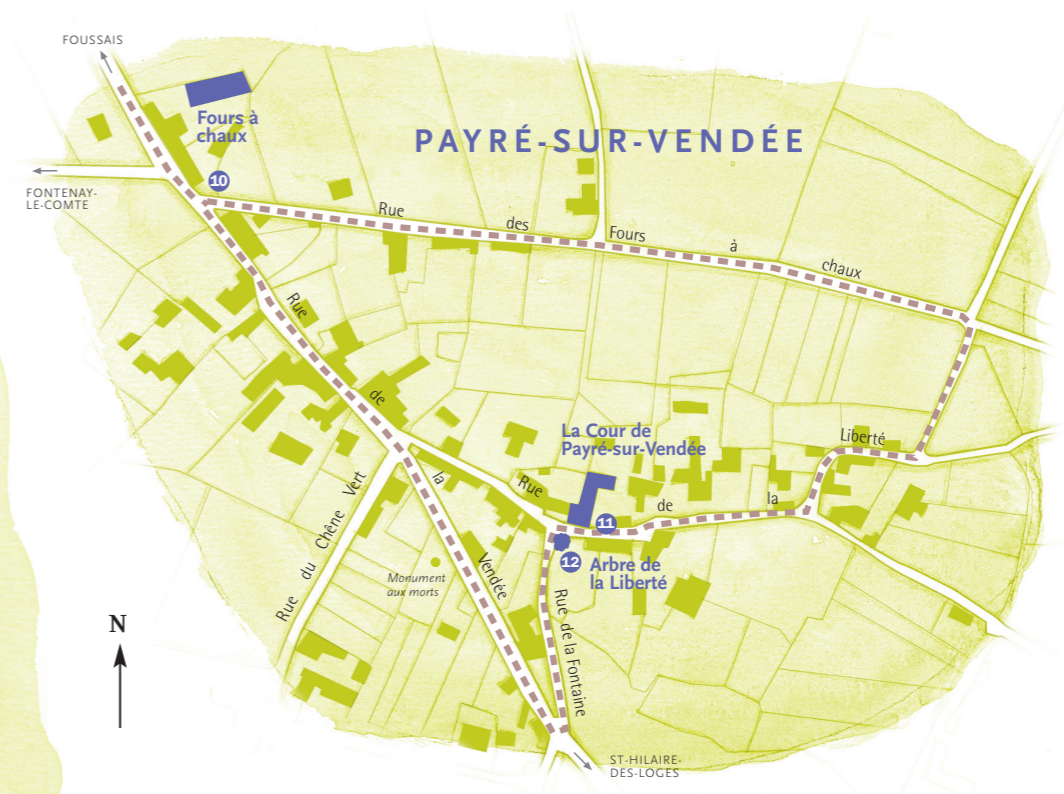 FOUSSAIS
PAYRÉ-SUR-VENDÉE
Fours à
chaux
10
FONTENAY-
LE-COMTE
Rue des Fours à chaux
Rue de la Vendée
La Cour de
Payré-sur-Vendée
Rue de la Liberté
11
12
Arbre de
la Liberté
Rue du Chêne Vert
Monument
aux morts
Rue de la Fontaine
N
ST-HILAIRE-
DES-LOGES